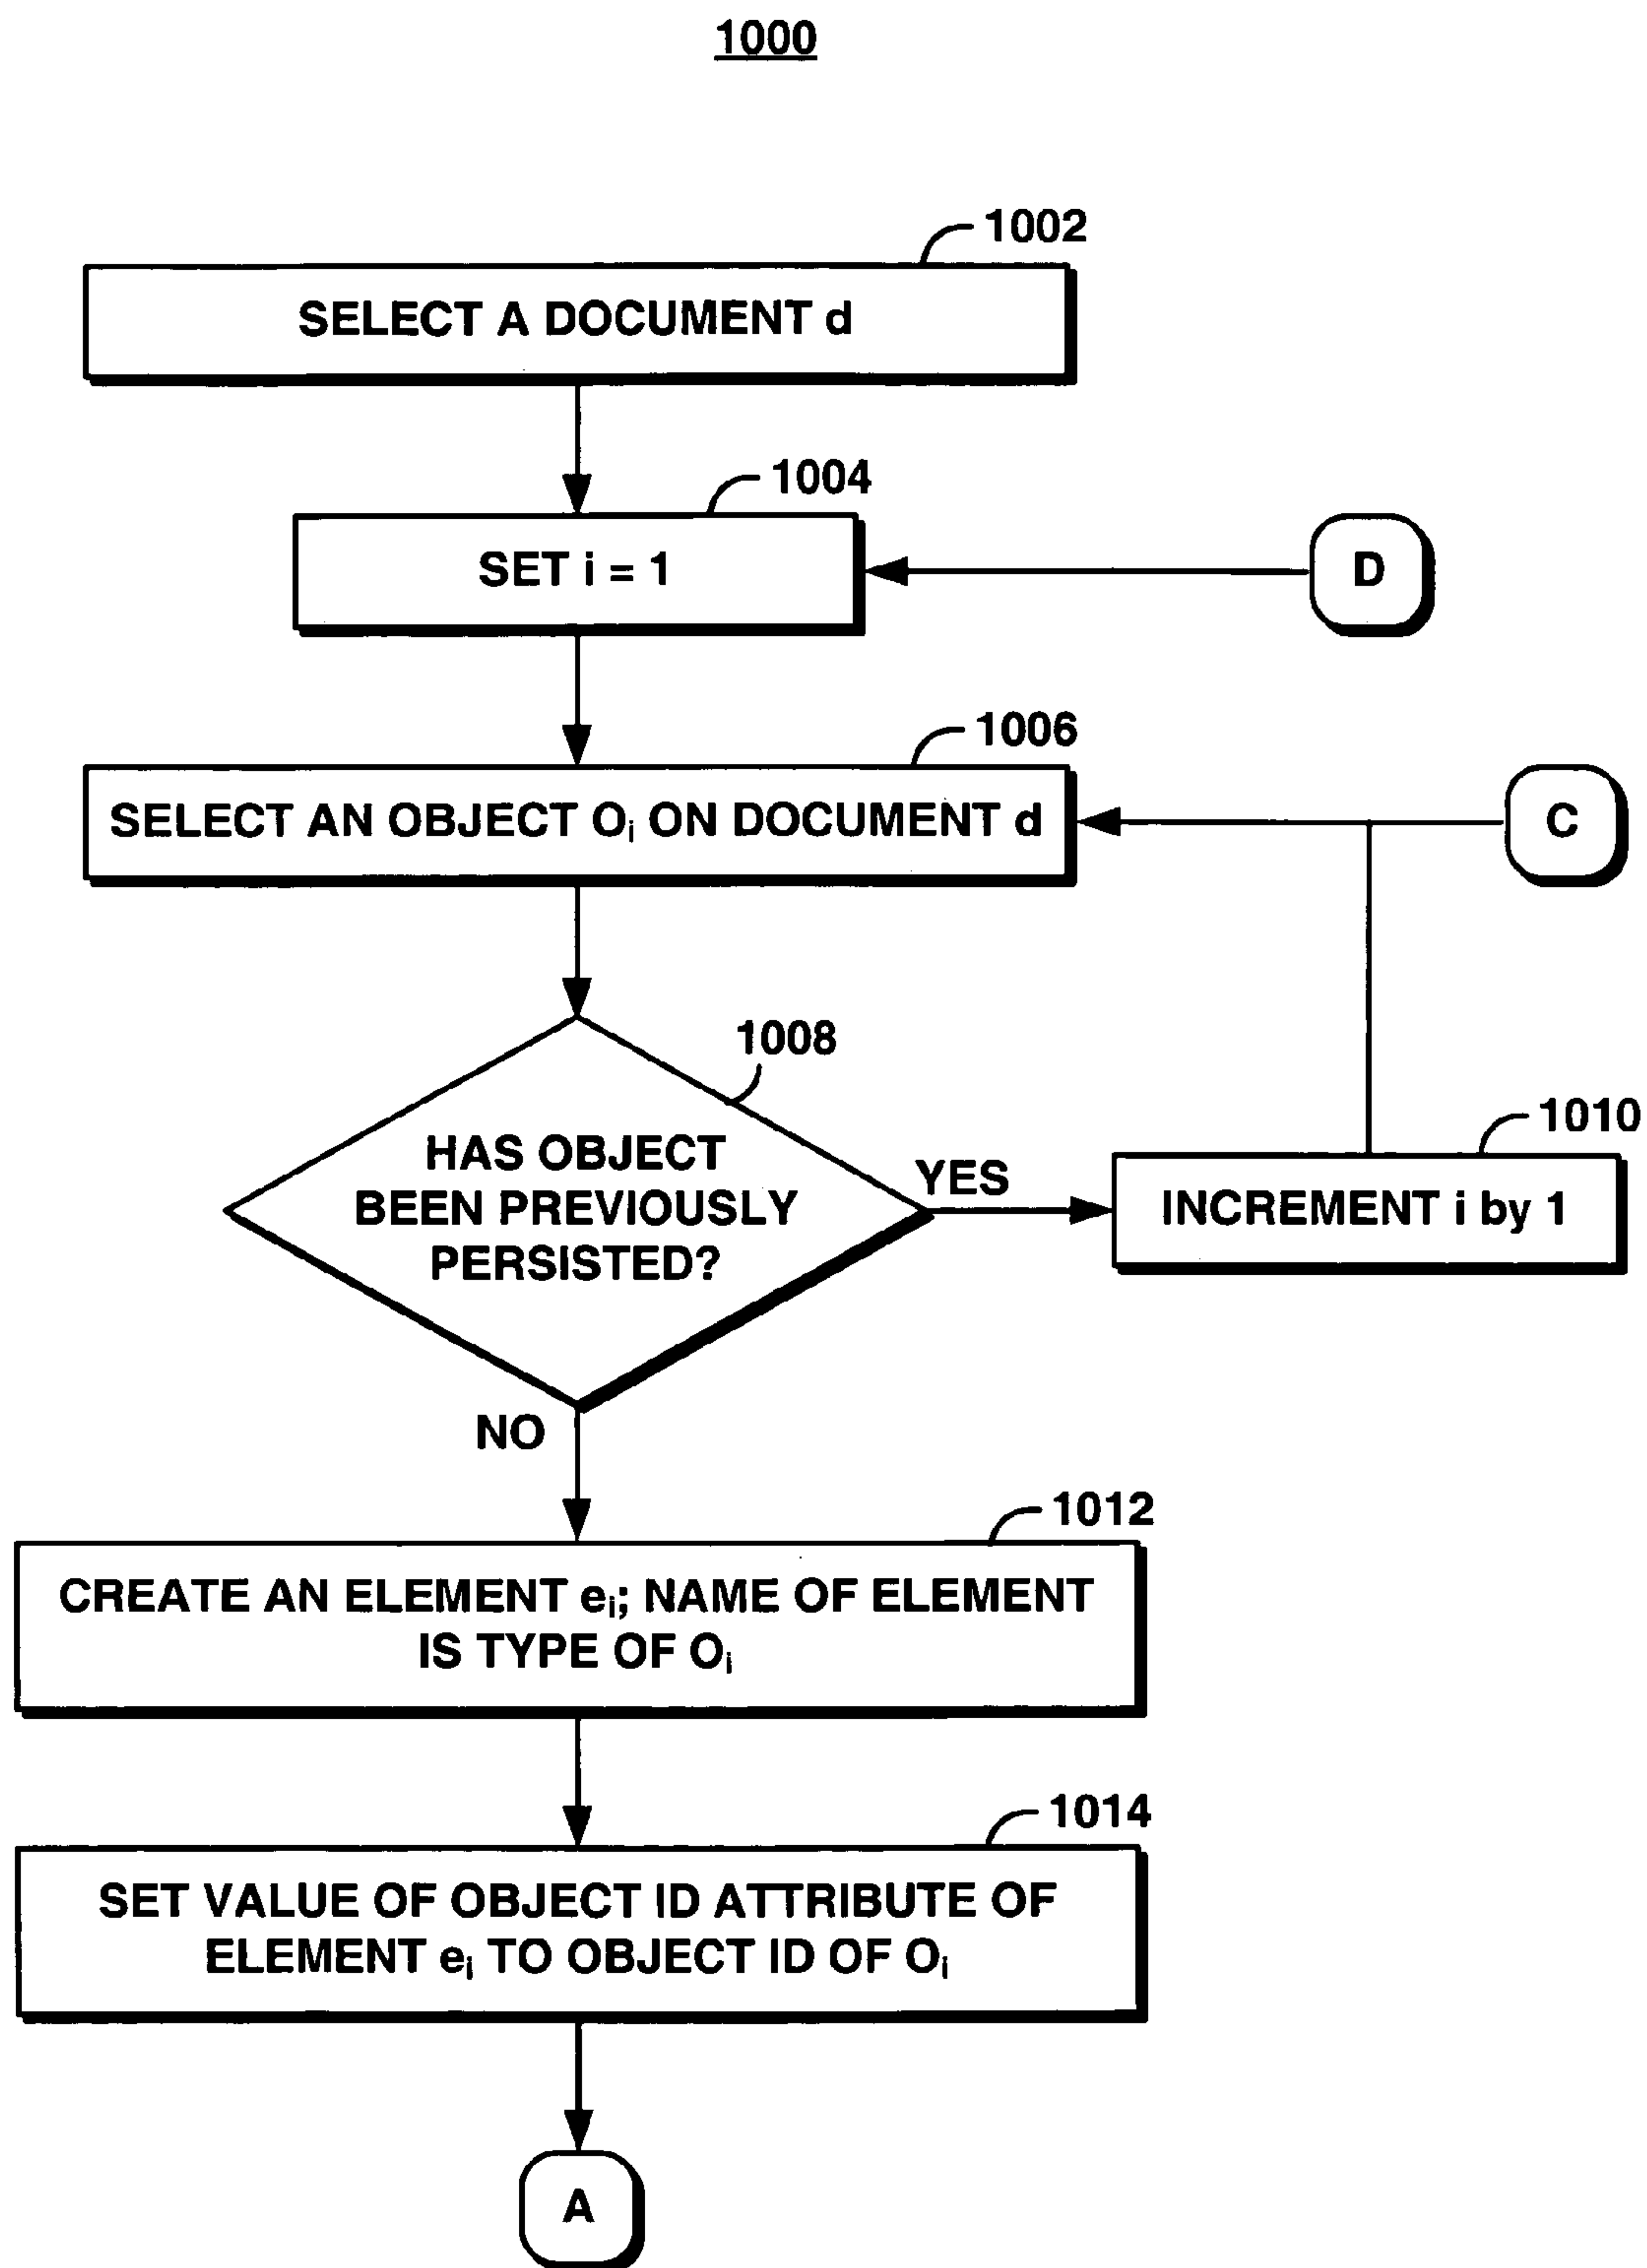 1000
1002
SELECT A DOCUMENT d
1004
SET i = 1
D
1006
SELECT AN OBJECT Oi ON DOCUMENT d
C
1008
HAS OBJECT
BEEN PREVIOUSLY
PERSISTED?
YES
1010
INCREMENT i by 1
NO
1012
CREATE AN ELEMENT ei; NAME OF ELEMENT
IS TYPE OF Oi
1014
SET VALUE OF OBJECT ID ATTRIBUTE OF
ELEMENT ei TO OBJECT ID OF Oi
A